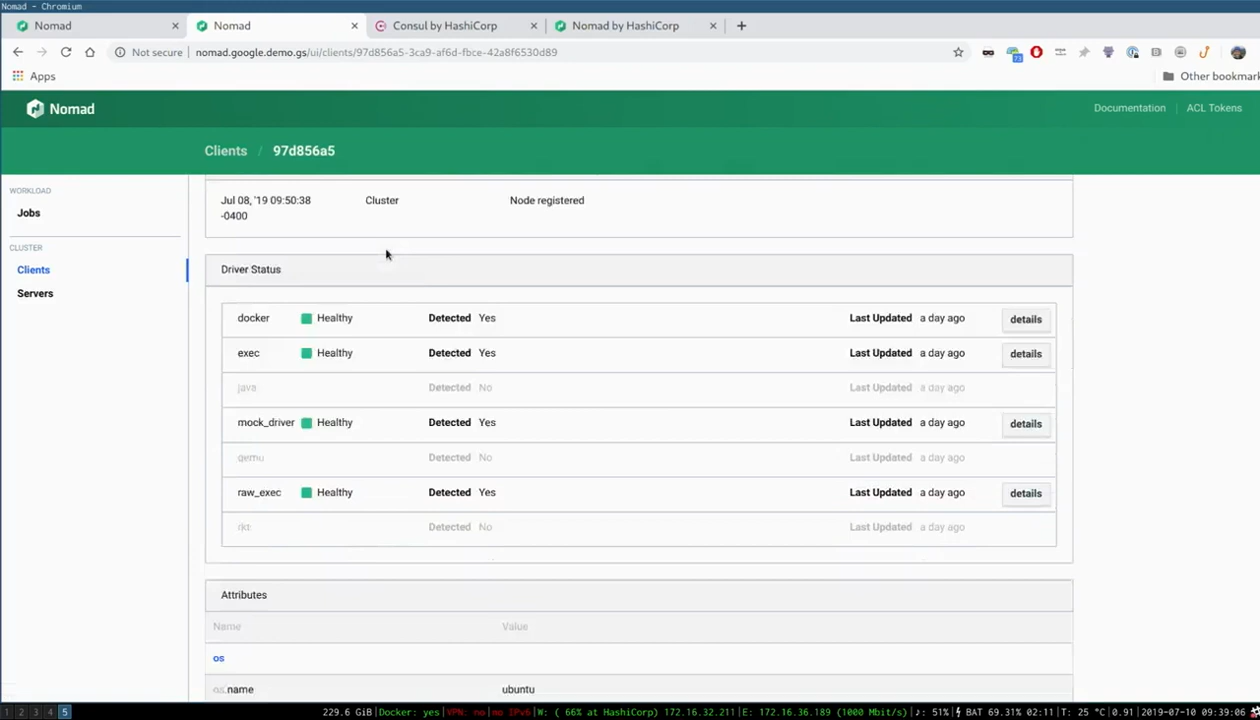 Nomad - Chromium
Nomad
Nomad
Consul by HashiCorp
Nomad by HashiCorp
Not secure nomad.google.demo.gs/ui/clients/97d856a5-3ca9-af6d-fbce-42a8f6530d89
73
Apps
Other bookmark
Nomad
Documentation
ACL Tokens
Clients / 97d856a5
WORKLOAD
Jobs
CLUSTER
Clients
Servers
Jul 08, '19 09:50:38 Cluster Node registered
-0400
Driver Status
docker Healthy Detected Yes Last Updated a day ago details
exec Healthy Detected Yes Last Updated a day ago details
java Detected No Last Updated a day ago
mock_driver Healthy Detected Yes Last Updated a day ago details
qemu Detected No Last Updated a day ago
raw_exec Healthy Detected Yes Last Updated a day ago details
rkt Detected No Last Updated a day ago
Attributes
Name Value
os
os.name ubuntu
1 2 3 4 5 229.6 GiB|Docker: yes|VPN: no|no IPv6|W: ( 66% at HashiCorp) 172.16.32.211|E: 172.16.36.189 (1000 Mbit/s)|♪: 51%|⚡ BAT 69.31% 02:11|T: 25 °C|0.91|2019-07-10 09:39:06